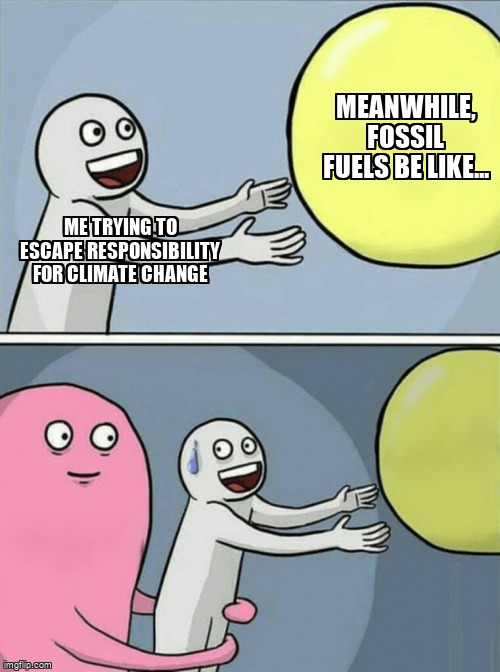 MEANWHILE,
FOSSIL
FUELS BE LIKE...
ME TRYING TO
ESCAPE RESPONSIBILITY
FOR CLIMATE CHANGE
imgflip.com